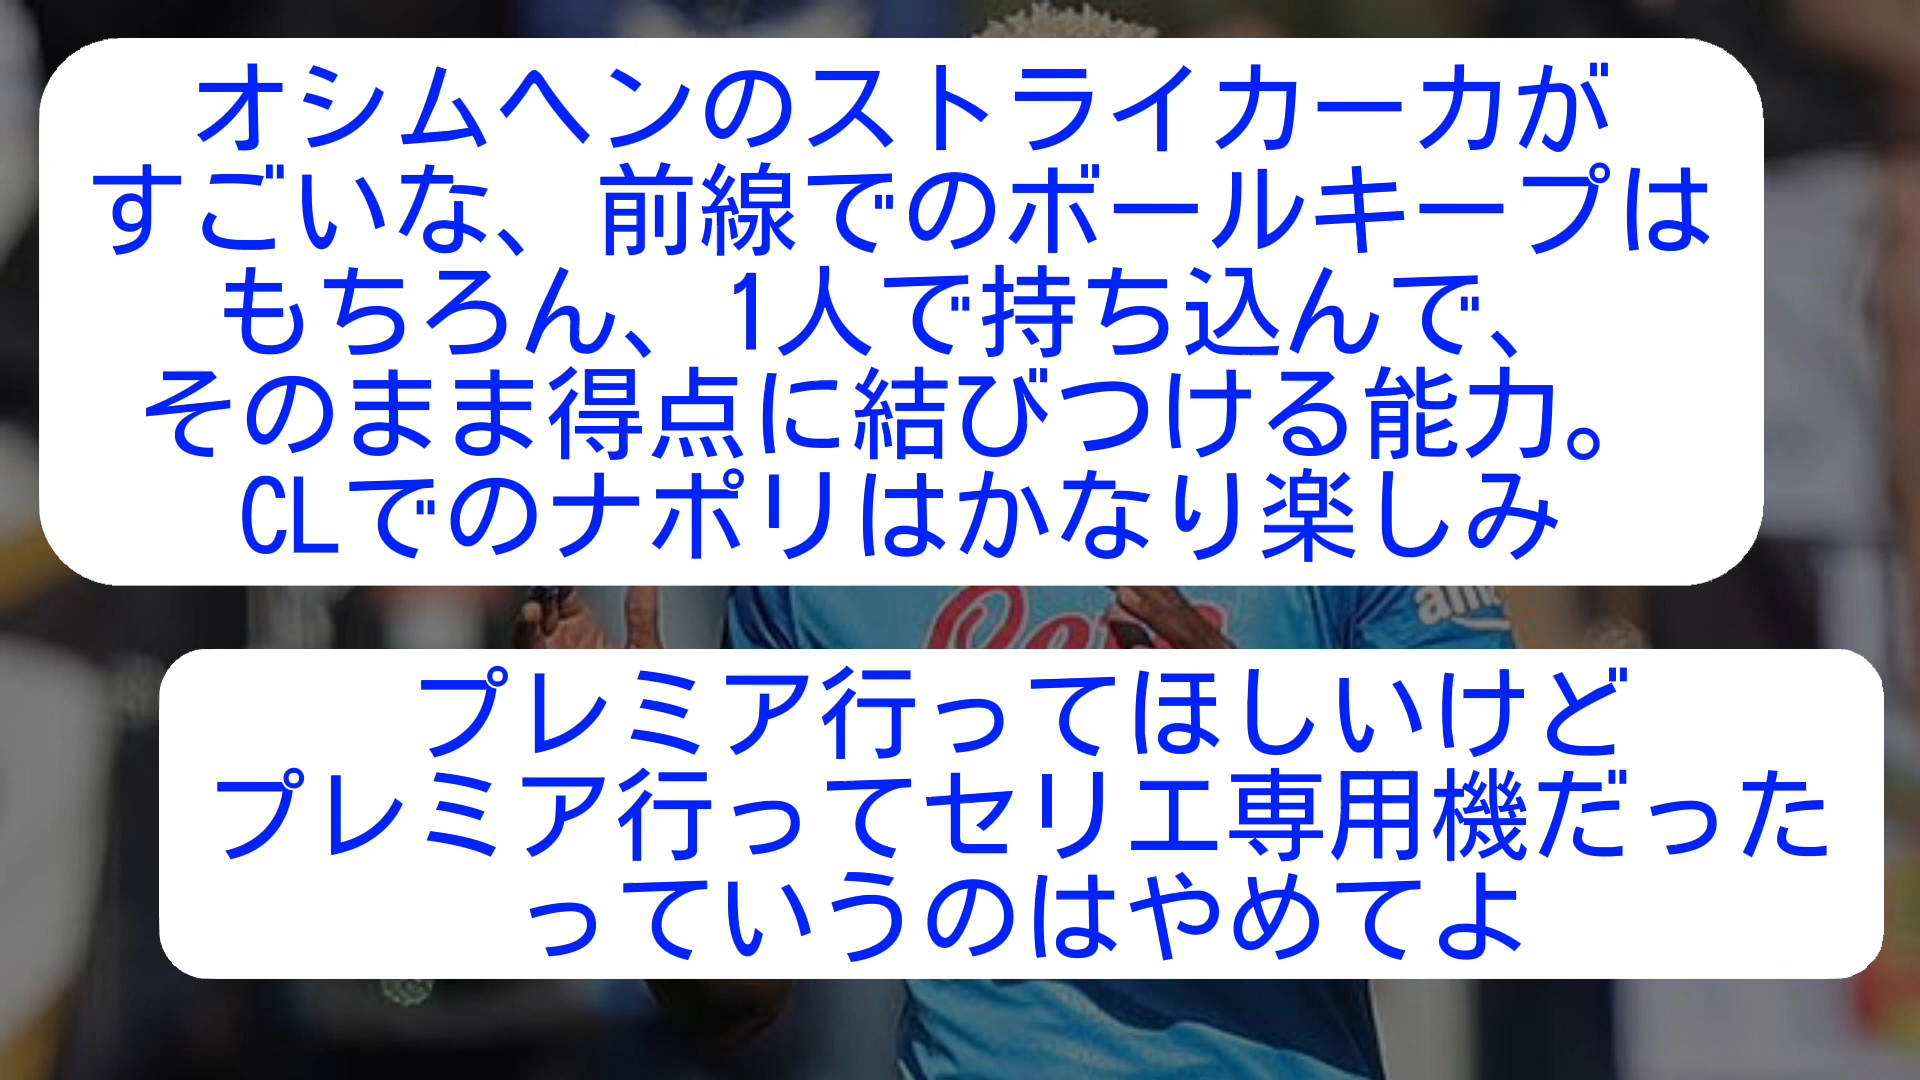 オシムヘンのストライカーカが
すごいな、前線でのボールキープは
もちろん、1人で持ち込んで、
そのまま得点に結びつける能力。
CLでのナポリはかなり楽しみ
プレミア行ってほしいけど
プレミア行ってセリエ専用機だった
っていうのはやめてよ